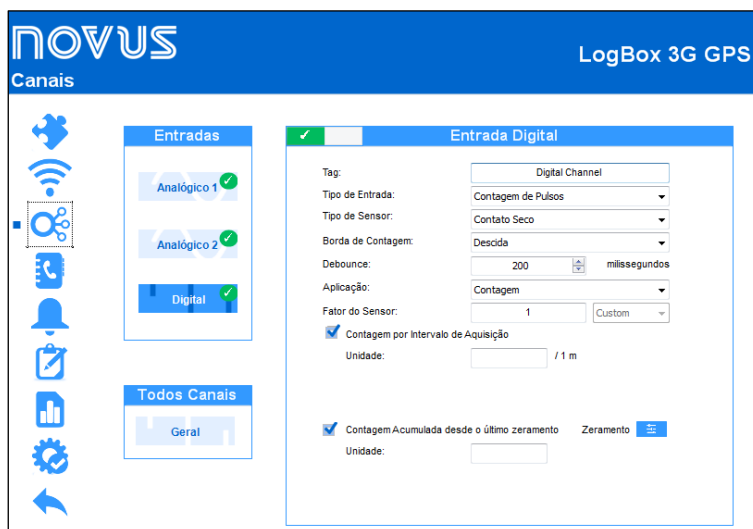 NOVUS
LogBox 3G GPS
Canais
Entradas
Analógico 1
Analógico 2
Digital
Todos Canais
Geral
Entrada Digital
Tag: Digital Channel
Tipo de Entrada: Contagem de Pulsos
Tipo de Sensor: Contato Seco
Borda de Contagem: Descida
Debounce: 200 milissegundos
Aplicação: Contagem
Fator do Sensor: 1 Custom
Contagem por Intervalo de Aquisição
Unidade: / 1 m
Contagem Acumulada desde o último zeramento Zeramento
Unidade: